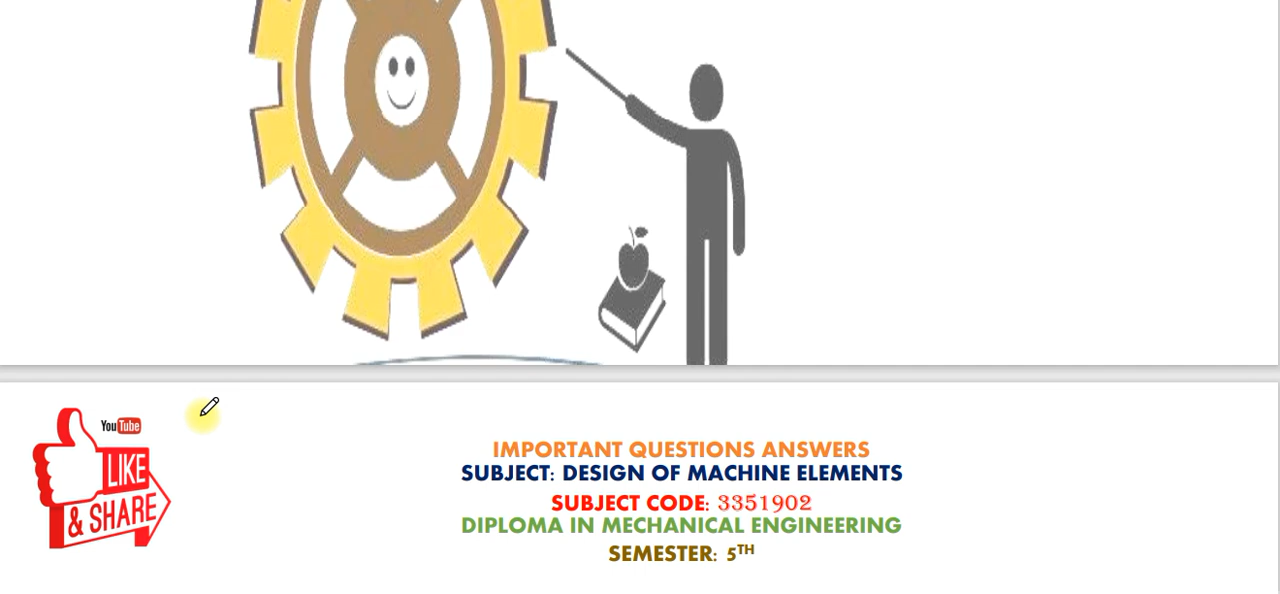 YouTube
LIKE
& SHARE
IMPORTANT QUESTIONS ANSWERS
SUBJECT: DESIGN OF MACHINE ELEMENTS
SUBJECT CODE: 3351902
DIPLOMA IN MECHANICAL ENGINEERING
SEMESTER: 5TH